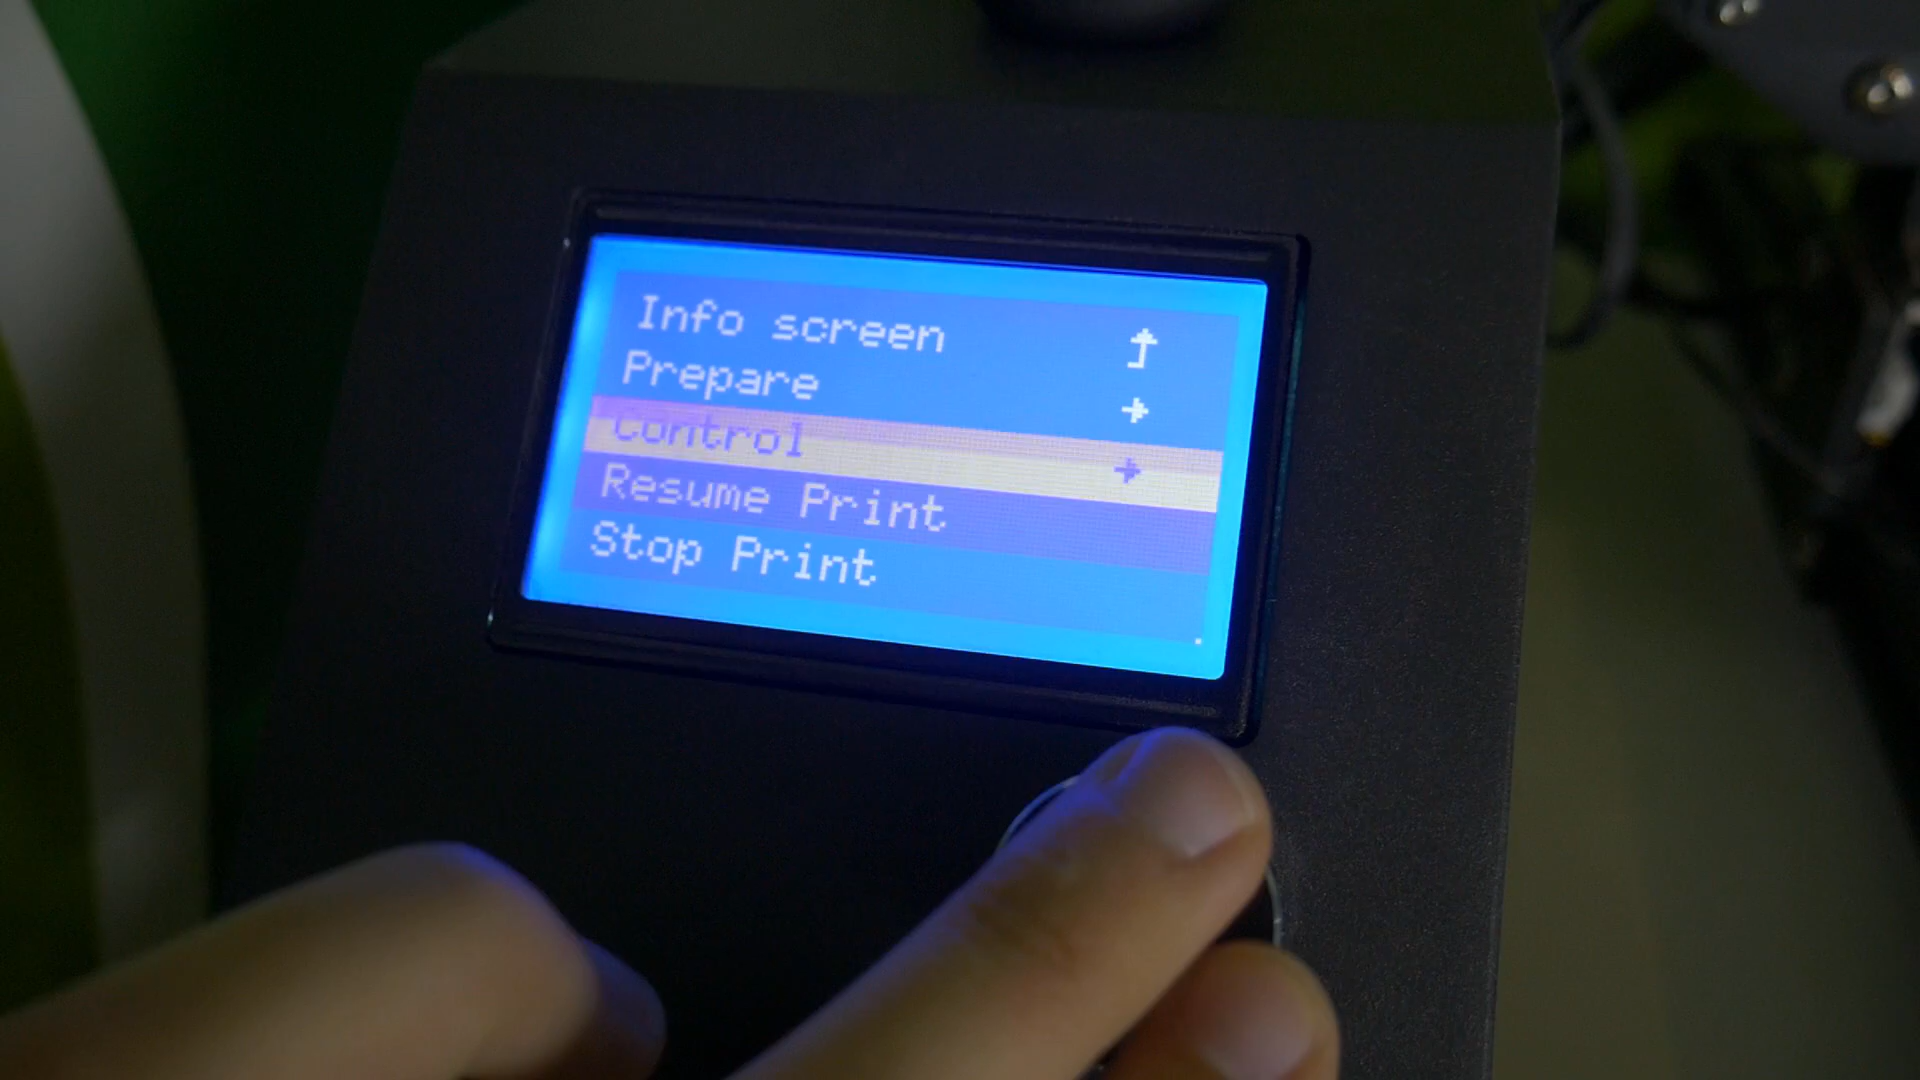 Info screen
Prepare
Control
Resume Print
Stop Print